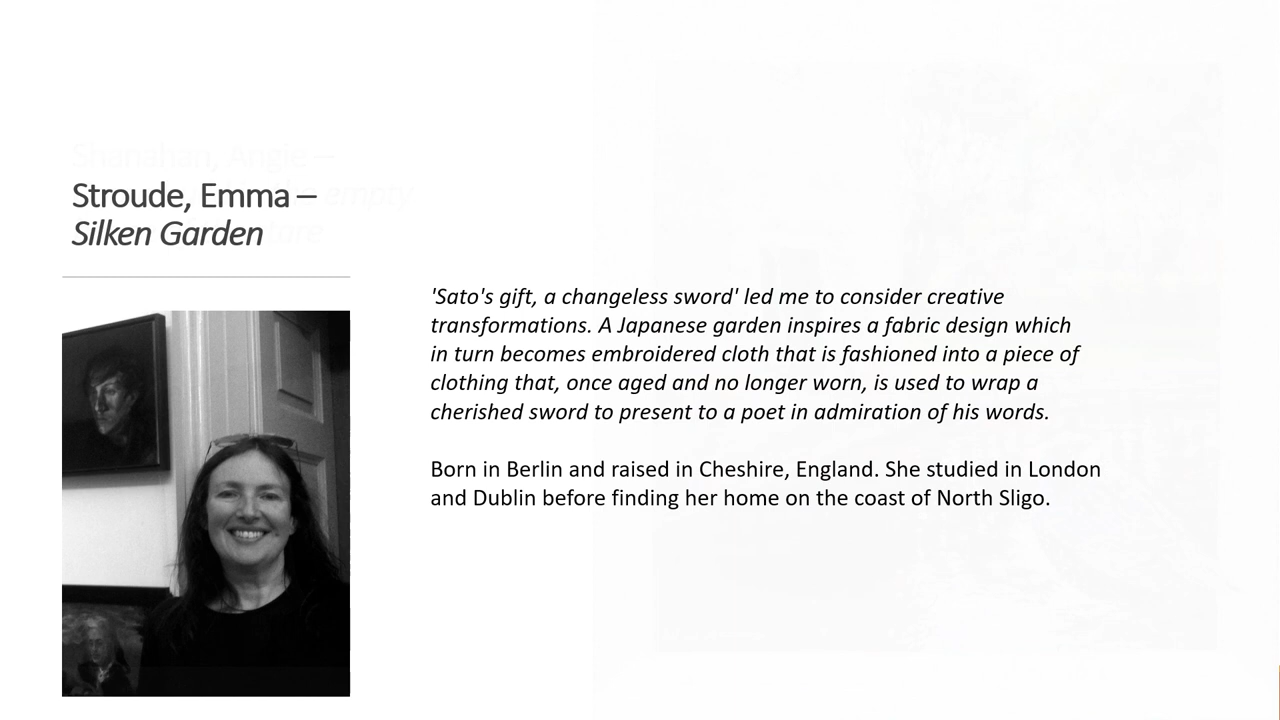 Shanahan, Angie –
empty
Stroude, Emma –
Silken Garden
'Sato's gift, a changeless sword' led me to consider creative
transformations. A Japanese garden inspires a fabric design which
in turn becomes embroidered cloth that is fashioned into a piece of
clothing that, once aged and no longer worn, is used to wrap a
cherished sword to present to a poet in admiration of his words.
Born in Berlin and raised in Cheshire, England. She studied in London
and Dublin before finding her home on the coast of North Sligo.